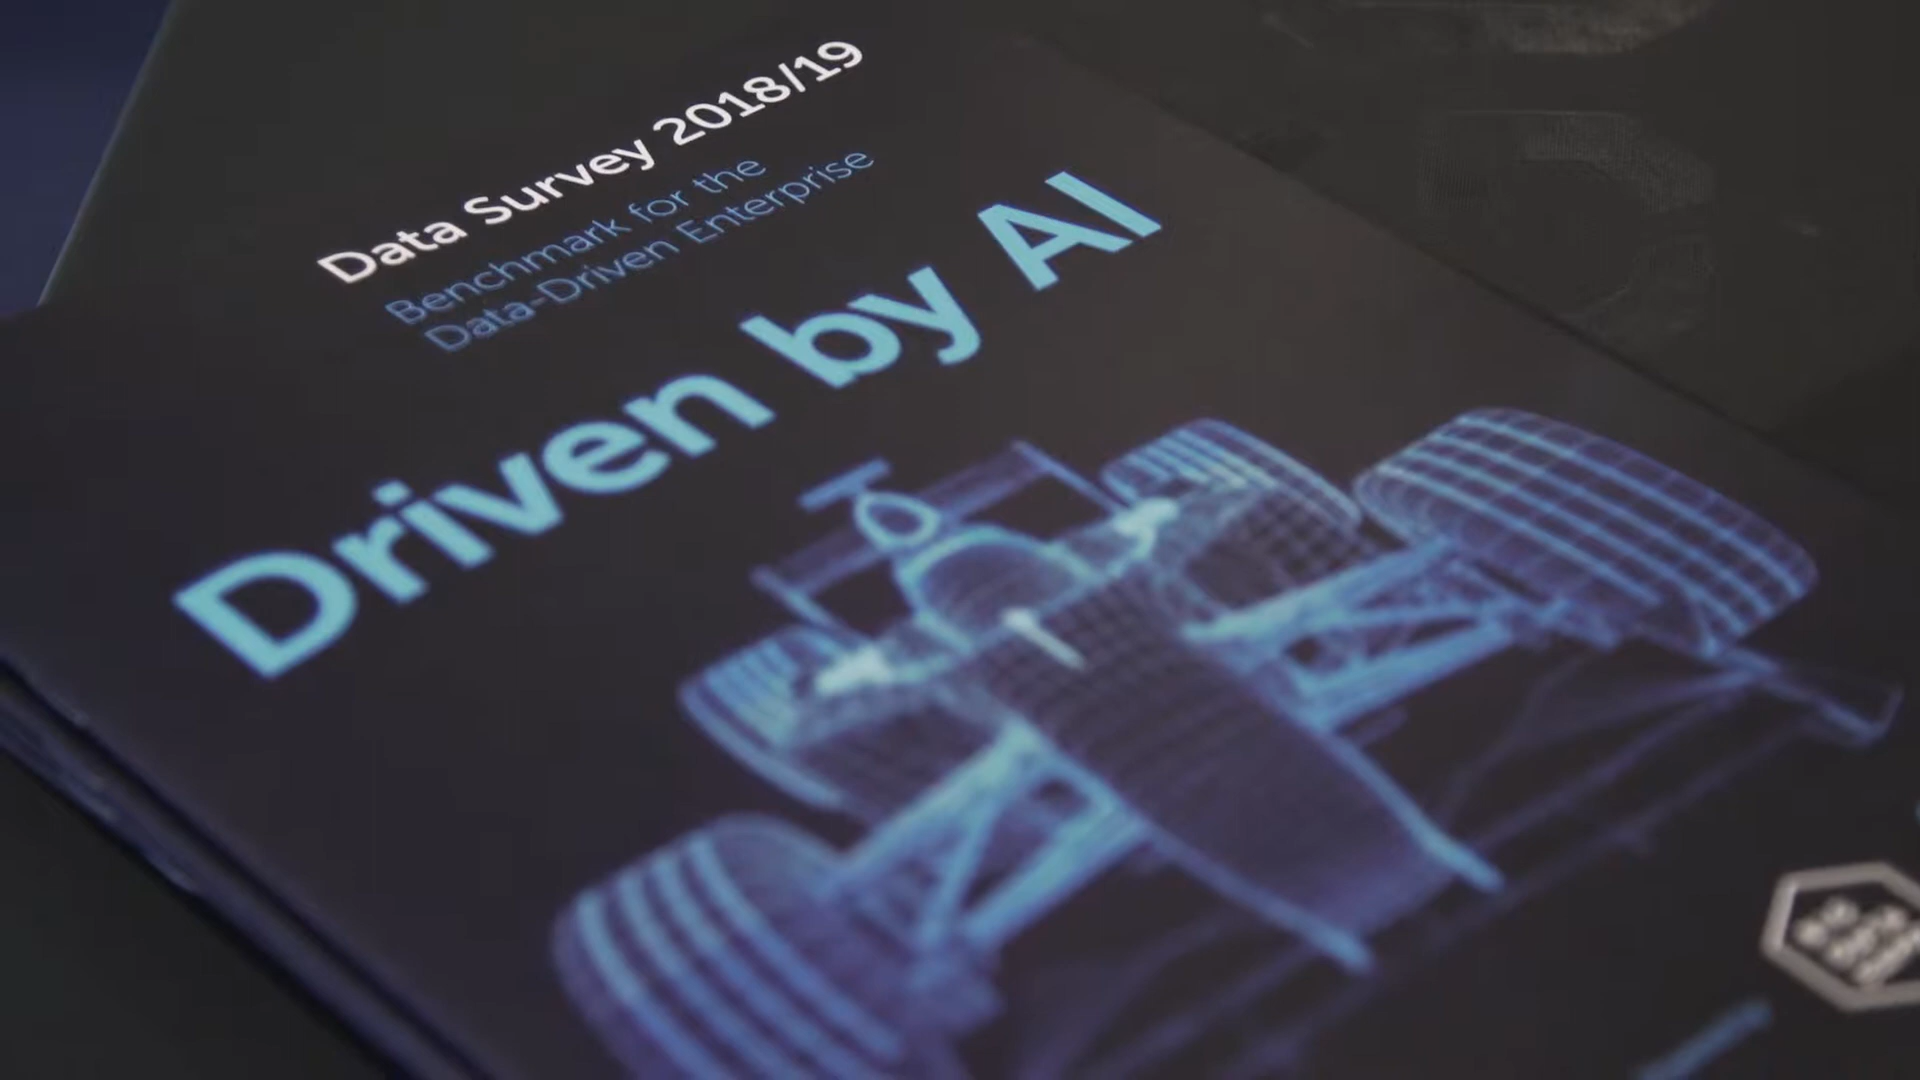 Data Survey 2018/19
Benchmark for the
Data-Driven Enterprise
Driven by AI